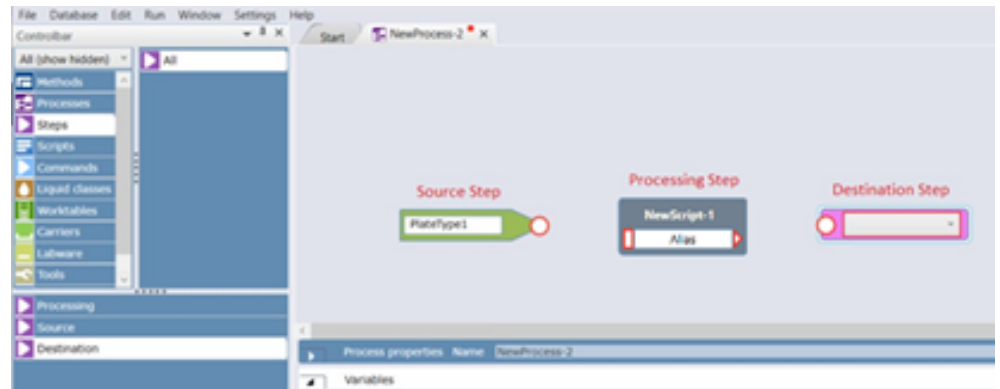 File Database Edit Run Window Settings Help
Controlbar
Start NewProcess-2
All (show hidden)
All
Methods
Processes
Steps
Scripts
Commands
Liquid classes
Worktables
Carriers
Labware
Tools
Processing
Source
Destination
Source Step
PlateType1
Processing Step
NewScript-1
Alias
Destination Step
Process properties Name NewProcess-2
Variables